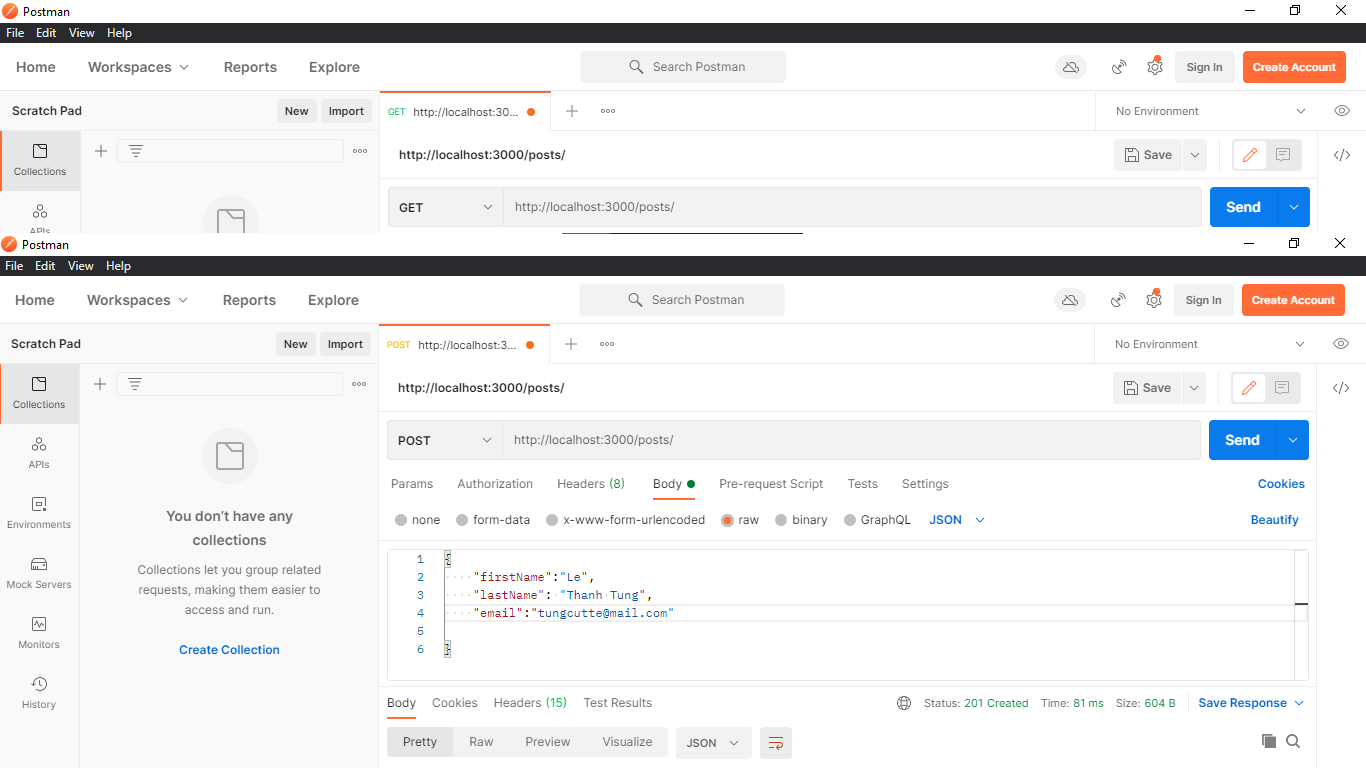 Postman
File Edit View Help
Home Workspaces Reports Explore Search Postman Sign In Create Account
Scratch Pad New Import GET http://localhost:30... No Environment
http://localhost:3000/posts/ Save
Collections
GET http://localhost:3000/posts/ Send
APIs
Postman
File Edit View Help
Home Workspaces Reports Explore Search Postman Sign In Create Account
Scratch Pad New Import POST http://localhost:3... No Environment
http://localhost:3000/posts/ Save
Collections
POST http://localhost:3000/posts/ Send
APIs
Params Authorization Headers (8) Body Pre-request Script Tests Settings Cookies
none form-data x-www-form-urlencoded raw binary GraphQL JSON Beautify
Environments
You don't have any
collections
Collections let you group related
requests, making them easier to
access and run.
Create Collection
Mock Servers
Monitors
History
1 {
2 "firstName":"Le",
3 "lastName": "Thanh Tung",
4 "email":"tungcutte@mail.com"
5
6 }
Body Cookies Headers (15) Test Results Status: 201 Created Time: 81 ms Size: 604 B Save Response
Pretty Raw Preview Visualize JSON